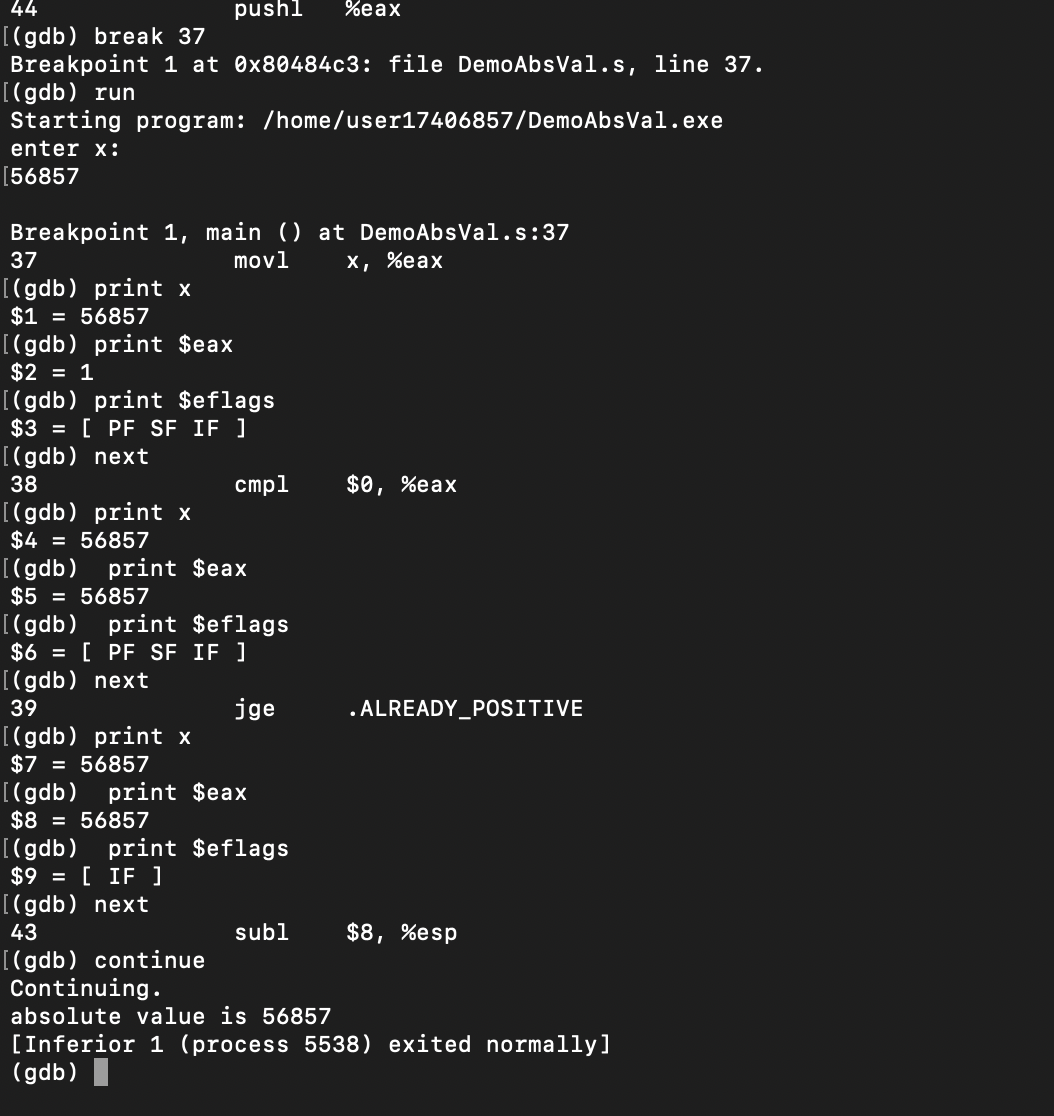 44              pushl   %eax
[(gdb) break 37
Breakpoint 1 at 0x80484c3: file DemoAbsVal.s, line 37.
[(gdb) run
Starting program: /home/user17406857/DemoAbsVal.exe
enter x:
[56857
Breakpoint 1, main () at DemoAbsVal.s:37
37              movl    x, %eax
[(gdb) print x
$1 = 56857
[(gdb) print $eax
$2 = 1
[(gdb) print $eflags
$3 = [ PF SF IF ]
[(gdb) next
38              cmpl    $0, %eax
[(gdb) print x
$4 = 56857
[(gdb)  print $eax
$5 = 56857
[(gdb)  print $eflags
$6 = [ PF SF IF ]
[(gdb) next
39              jge     .ALREADY_POSITIVE
[(gdb) print x
$7 = 56857
[(gdb)  print $eax
$8 = 56857
[(gdb)  print $eflags
$9 = [ IF ]
[(gdb) next
43              subl    $8, %esp
[(gdb) continue
Continuing.
absolute value is 56857
[Inferior 1 (process 5538) exited normally]
(gdb)